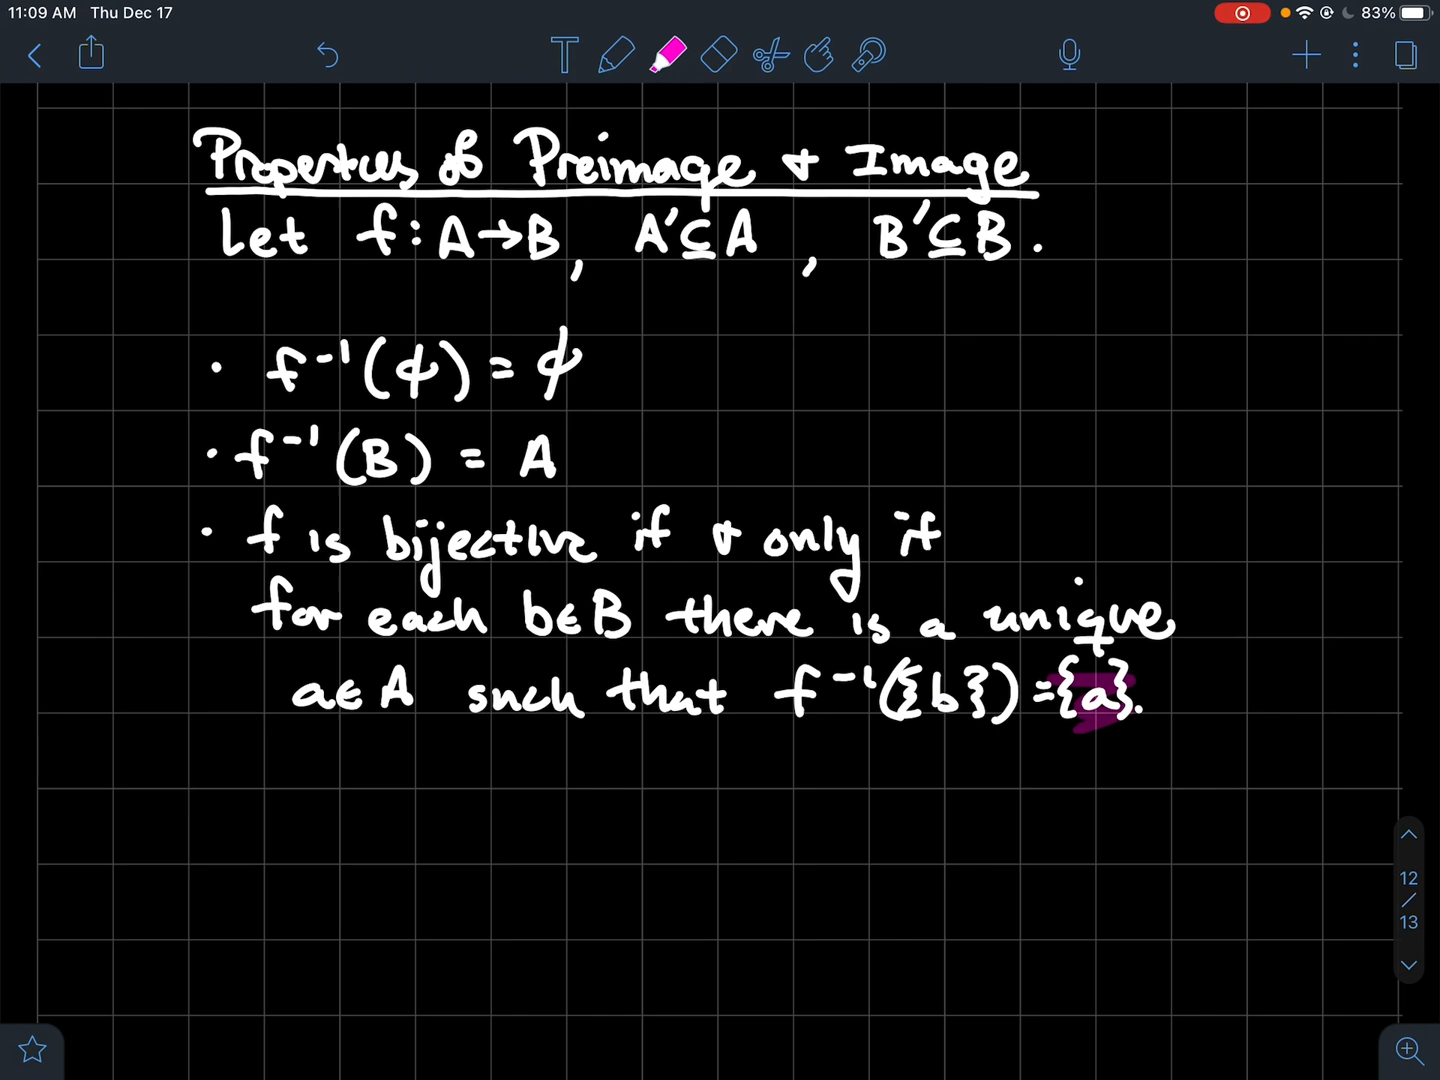 11:09 AM Thu Dec 17
83%
Properties of Preimage & Image
Let f: A→B, A'⊆A, B'⊆B.
· f⁻¹(∅) = ∅
· f⁻¹(B) = A
· f is bijective if & only if
for each b∈B there is a unique
a∈A such that f⁻¹({b}) = {a}.
12
/
13